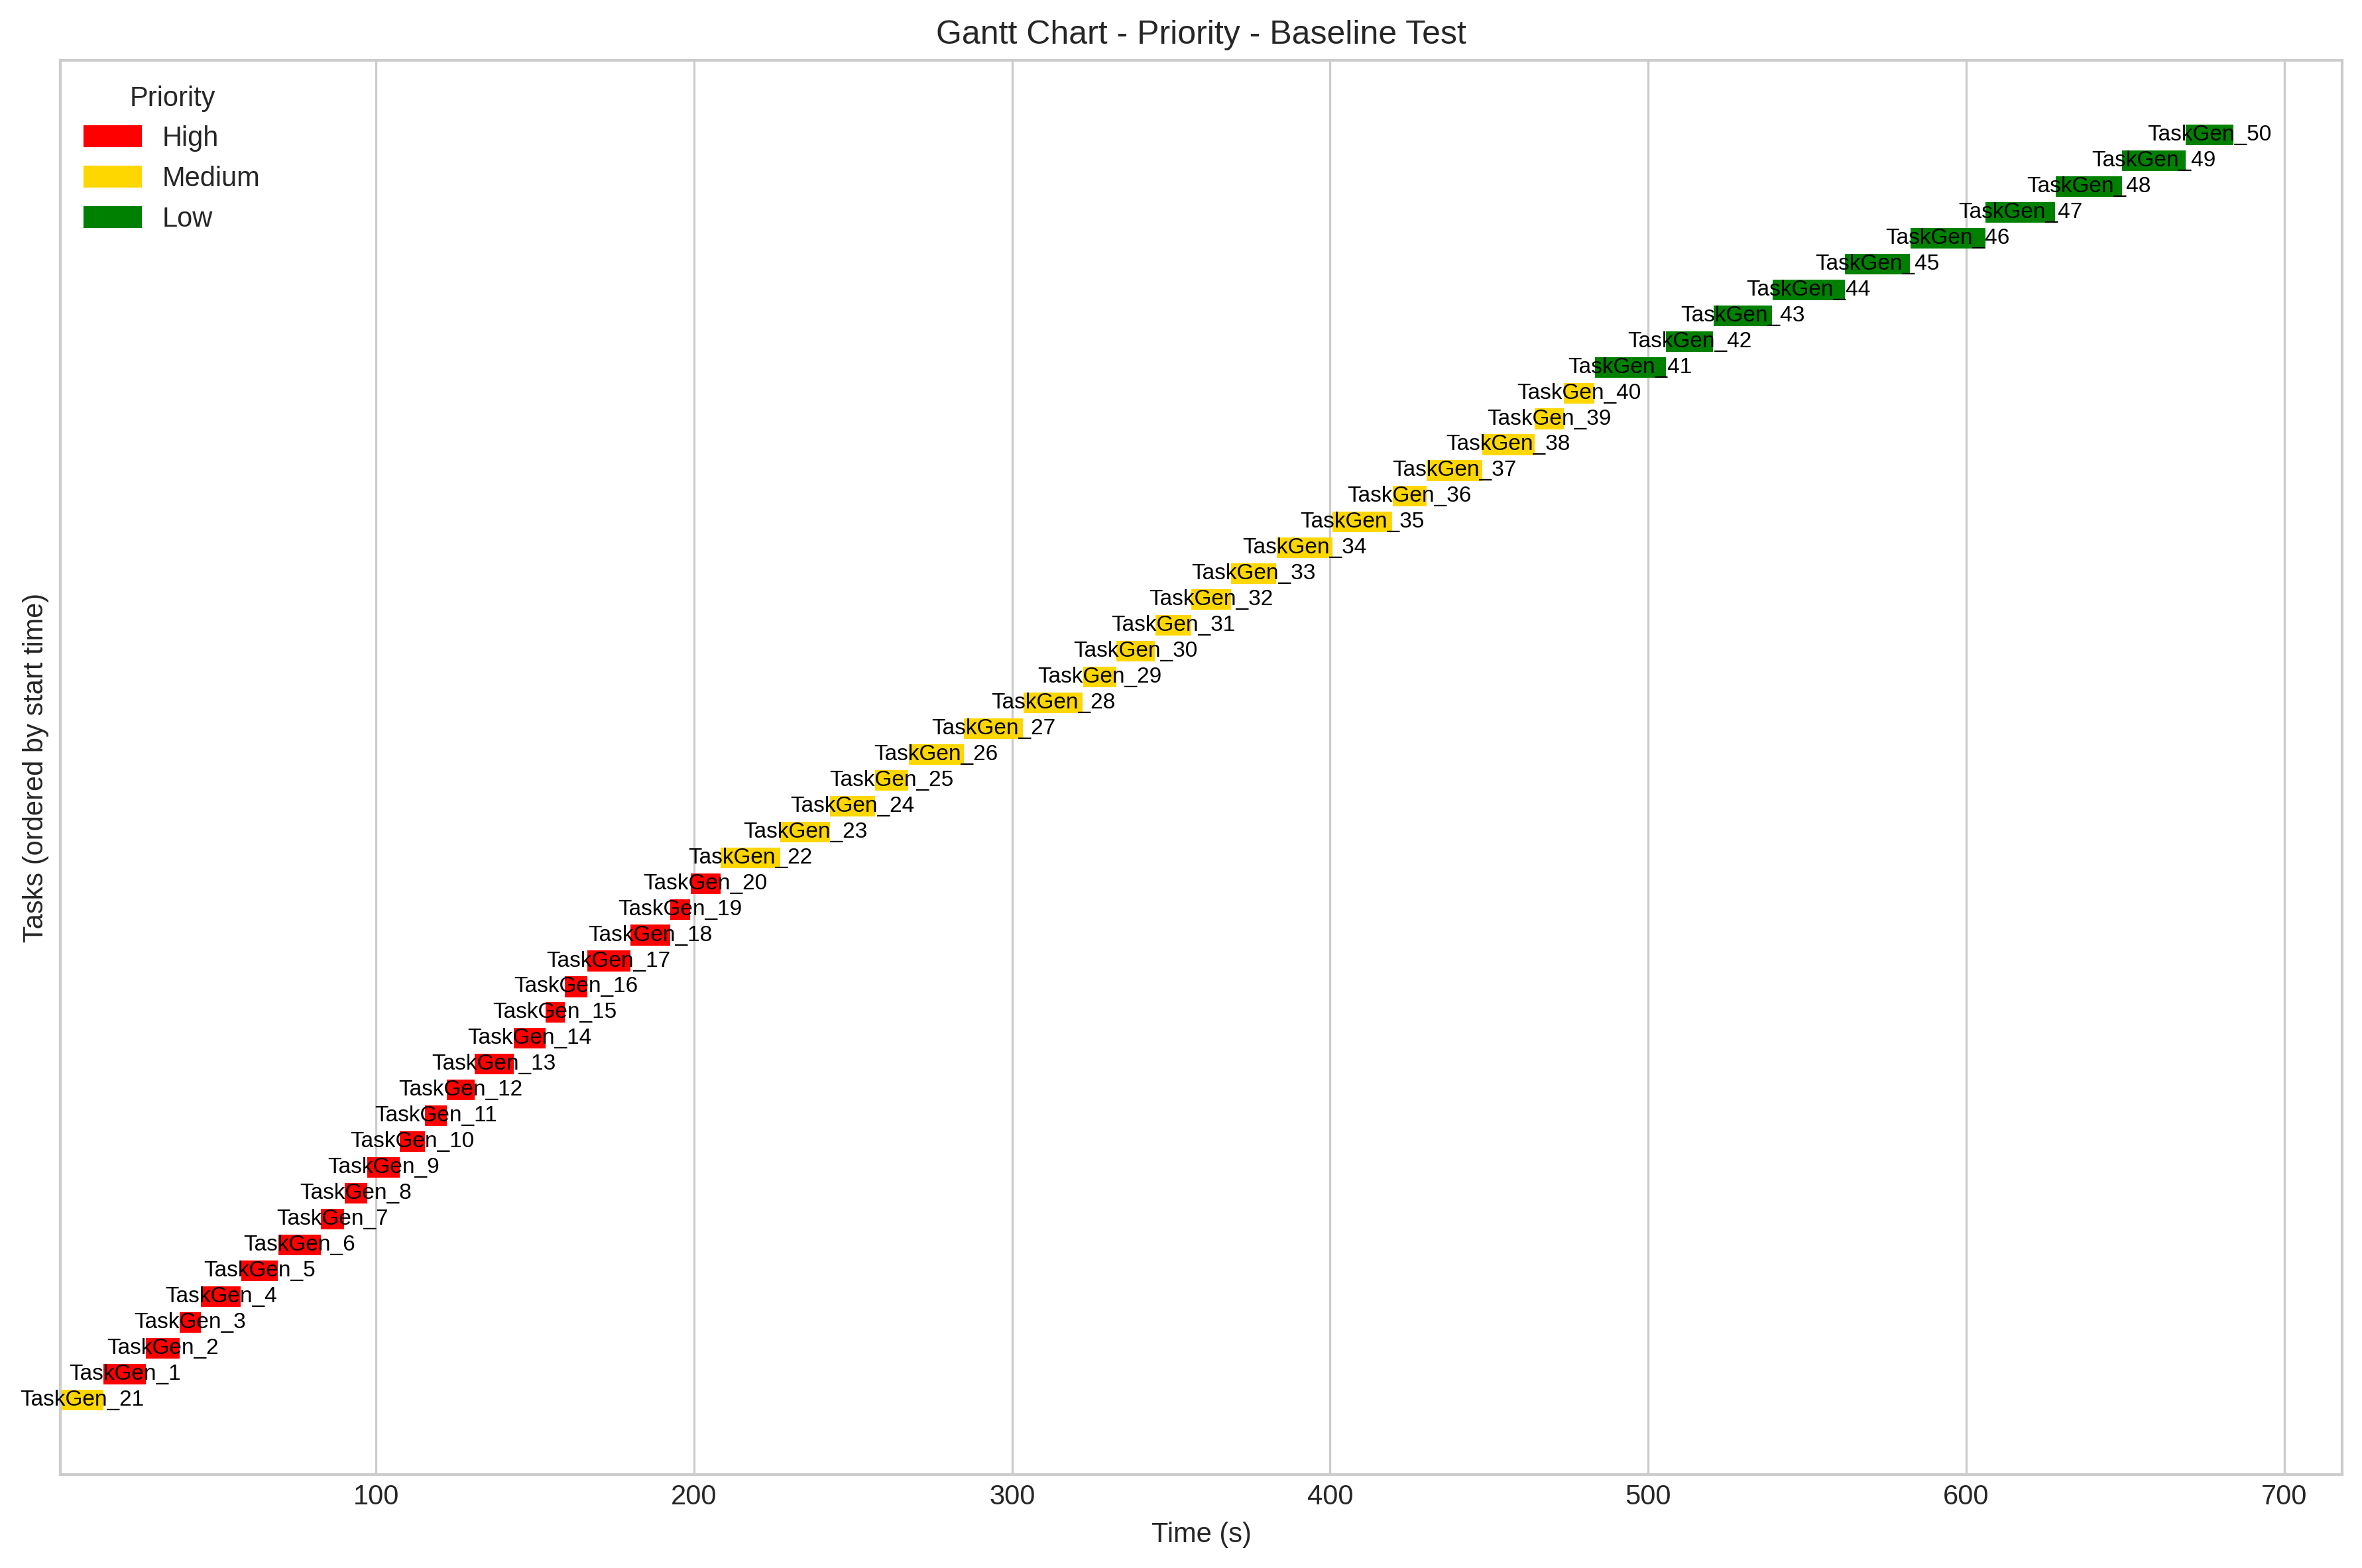 Gantt Chart - Priority - Baseline Test
Priority
High
Medium
Low
TaskGen_50
TaskGen_49
TaskGen_48
TaskGen_47
TaskGen_46
TaskGen_45
TaskGen_44
TaskGen_43
TaskGen_42
TaskGen_41
TaskGen_40
TaskGen_39
TaskGen_38
TaskGen_37
TaskGen_36
TaskGen_35
TaskGen_34
TaskGen_33
TaskGen_32
TaskGen_31
TaskGen_30
TaskGen_29
TaskGen_28
TaskGen_27
TaskGen_26
TaskGen_25
TaskGen_24
TaskGen_23
TaskGen_22
TaskGen_20
TaskGen_19
TaskGen_18
TaskGen_17
TaskGen_16
TaskGen_15
TaskGen_14
TaskGen_13
TaskGen_12
TaskGen_11
TaskGen_10
TaskGen_9
TaskGen_8
TaskGen_7
TaskGen_6
TaskGen_5
TaskGen_4
TaskGen_3
TaskGen_2
TaskGen_1
TaskGen_21
Tasks (ordered by start time)
100 200 300 400 500 600 700
Time (s)